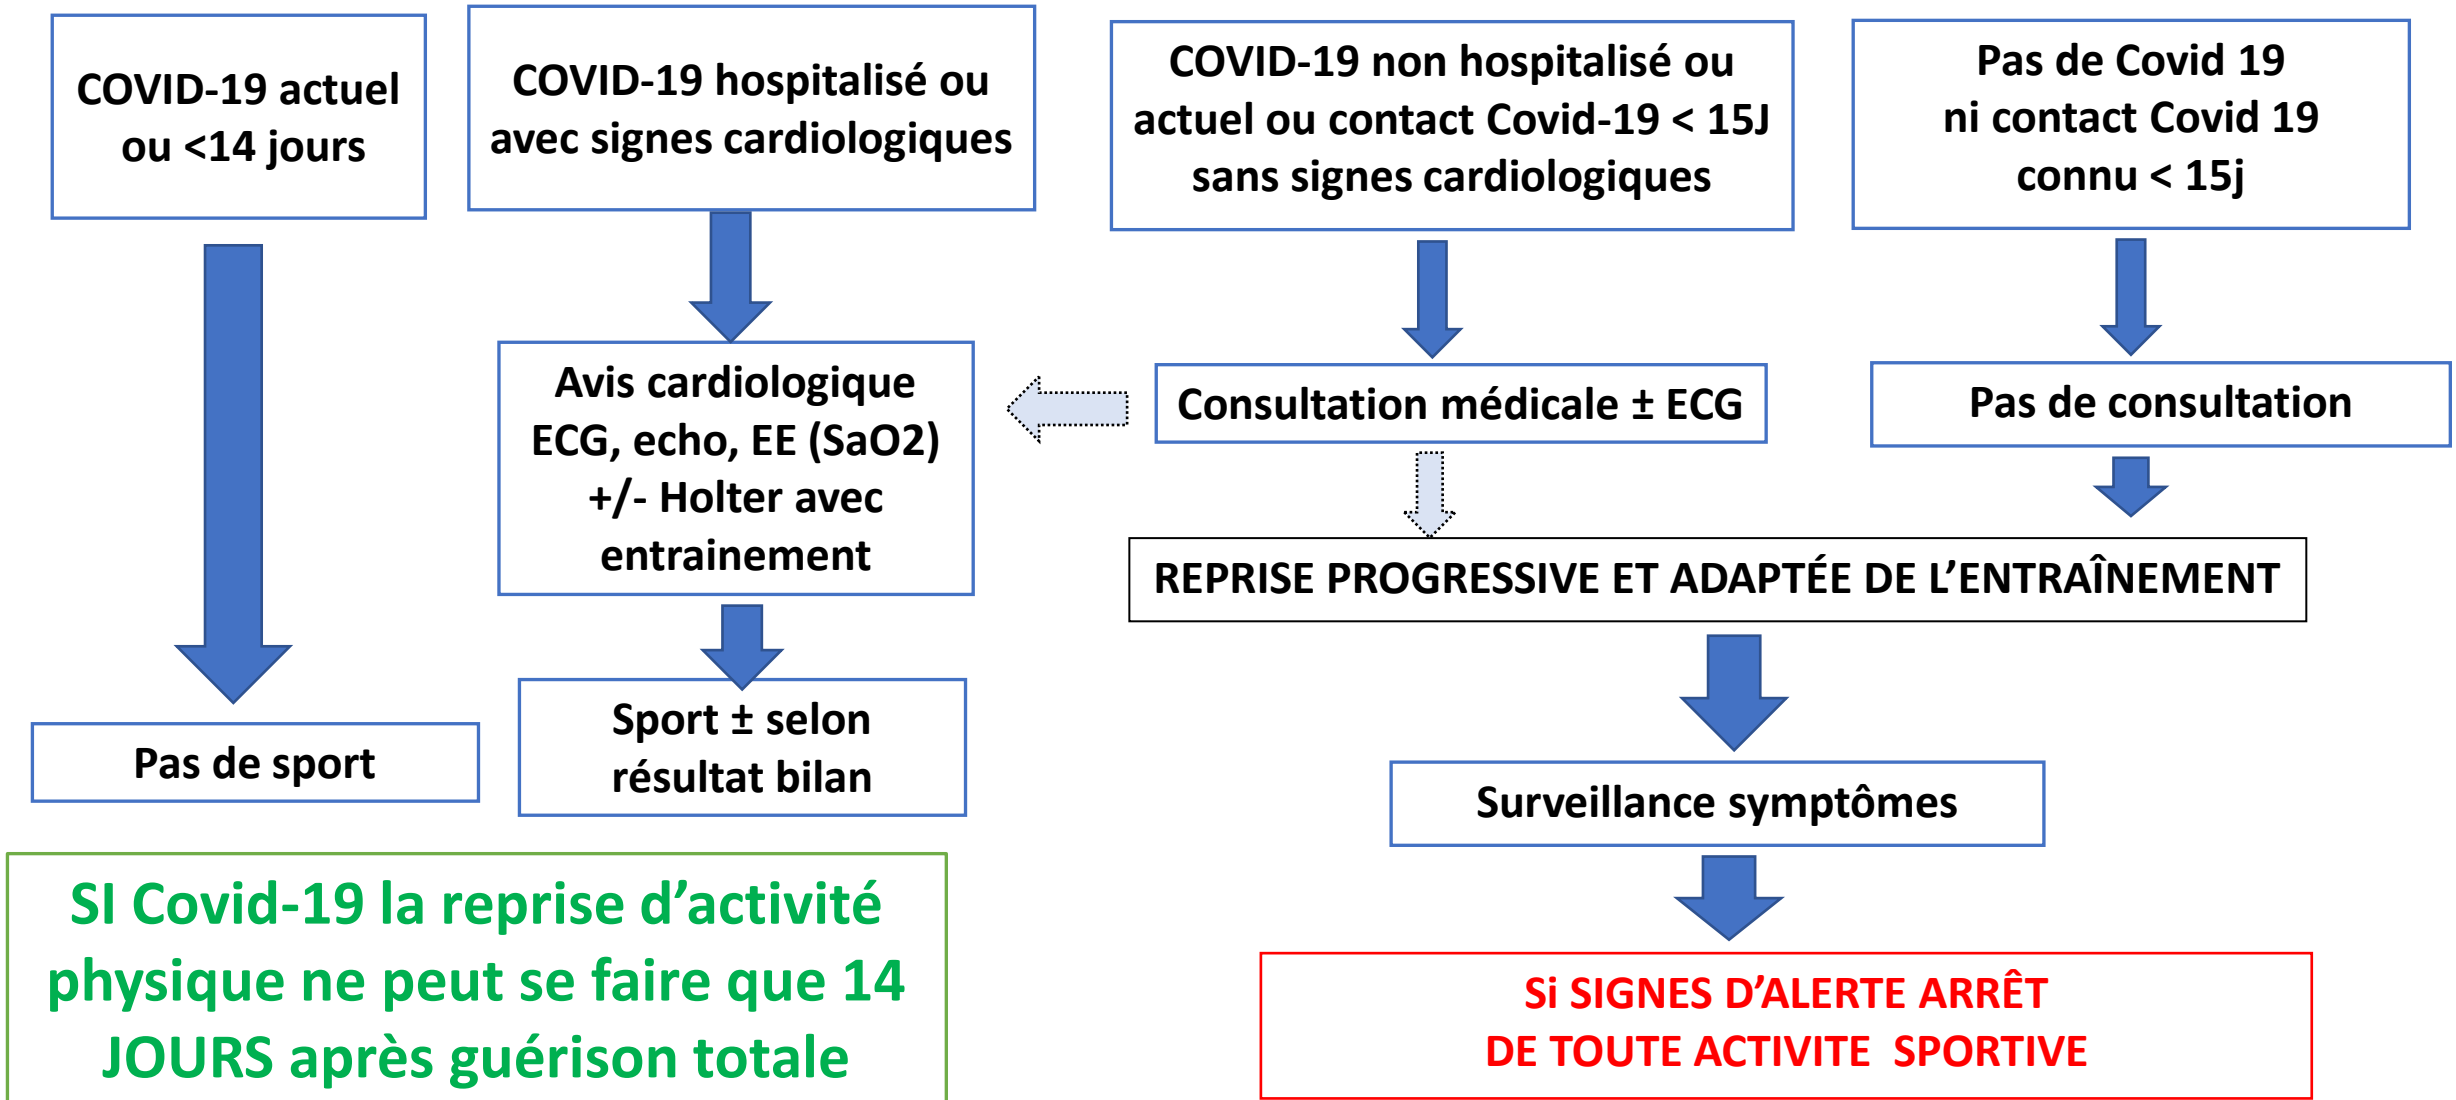 COVID-19 actuel
ou <14 jours
COVID-19 hospitalisé ou
avec signes cardiologiques
COVID-19 non hospitalisé ou
actuel ou contact Covid-19 < 15J
sans signes cardiologiques
Pas de Covid 19
ni contact Covid 19
connu < 15j
Avis cardiologique
ECG, echo, EE (SaO2)
+/- Holter avec
entrainement
Consultation médicale ± ECG
Pas de consultation
REPRISE PROGRESSIVE ET ADAPTÉE DE L’ENTRAÎNEMENT
Pas de sport
Sport ± selon
résultat bilan
Surveillance symptômes
SI Covid-19 la reprise d’activité
physique ne peut se faire que 14
JOURS après guérison totale
Si SIGNES D’ALERTE ARRÊT
DE TOUTE ACTIVITE SPORTIVE